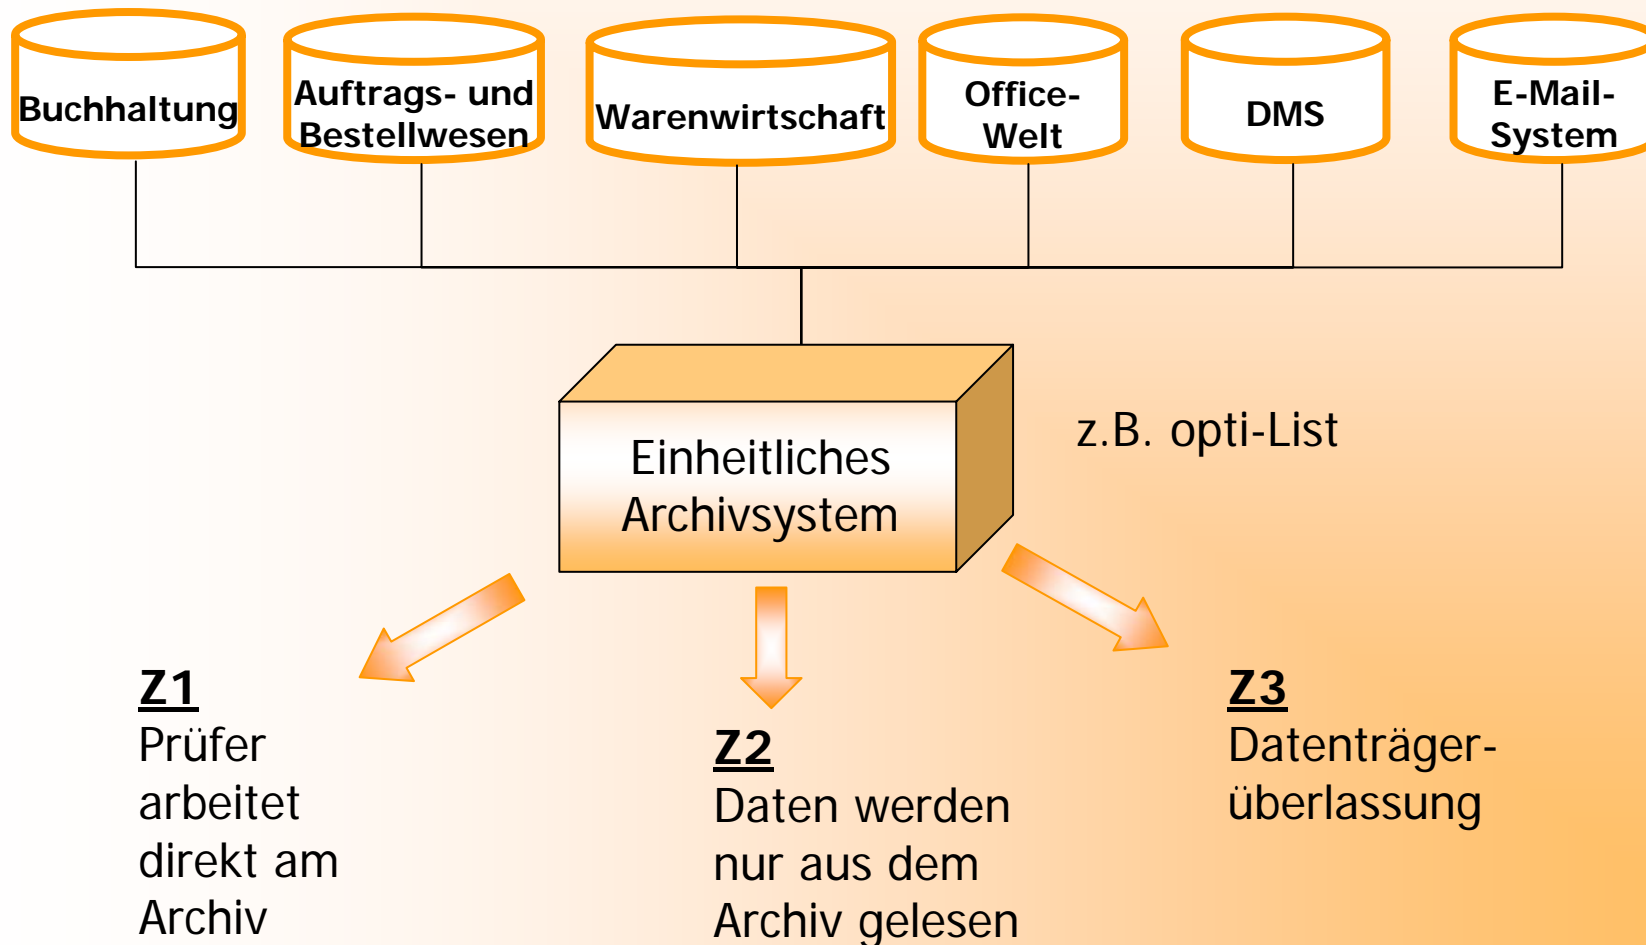 Buchhaltung
Auftrags- und
Bestellwesen
Warenwirtschaft
Office-
Welt
DMS
E-Mail-
System
Einheitliches
Archivsystem
z.B. opti-List
Z1
Prüfer
arbeitet
direkt am
Archiv
Z2
Daten werden
nur aus dem
Archiv gelesen
Z3
Datenträger-
überlassung